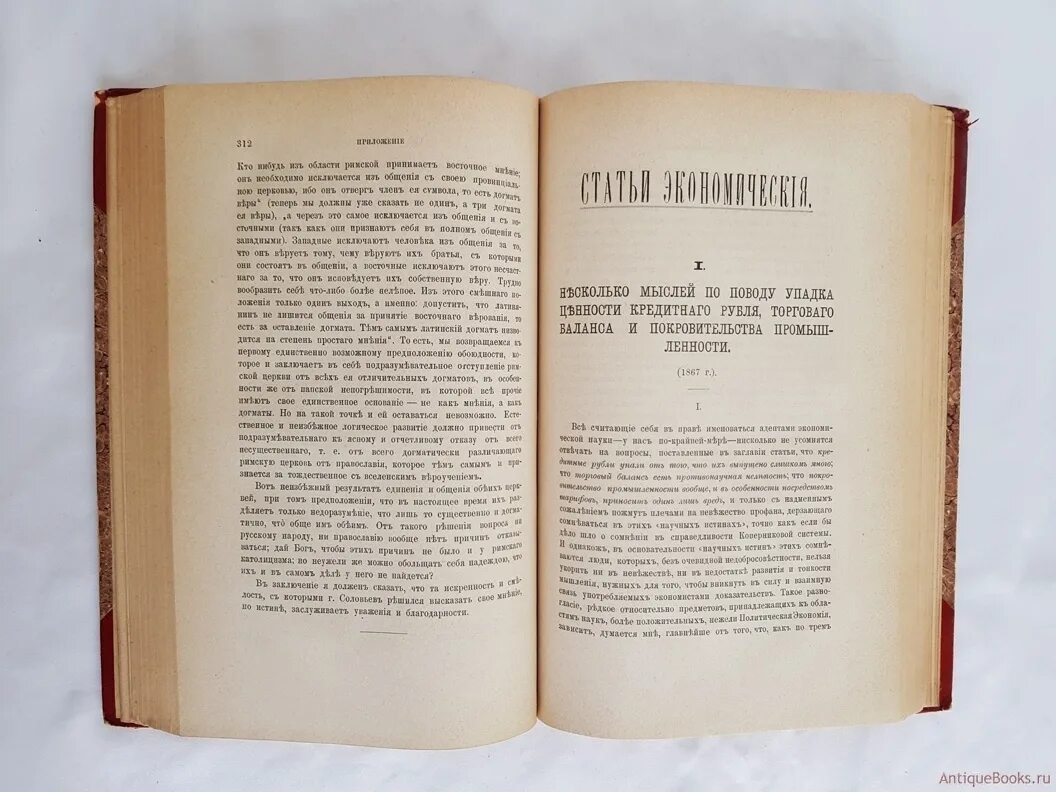 312
ПРИЛОЖЕНІЕ
Кто нибудь изъ области римской принимаетъ восточное мнѣніе;
онъ необходимо исключается изъ общенія съ своею провинціаль-
ною церковью, ибо онъ отвергъ членъ ея сѵмвола, то есть догматъ
вѣры“ (теперь мы должны уже сказать не одинъ, а три догмата
ея вѣры), „а черезъ это самое исключается изъ общенія и съ во-
сточными (такъ какъ они признаютъ себя въ полномъ общеніи съ
западными). Западные исключаютъ человѣка изъ общенія за то,
что онъ вѣруетъ тому, чему вѣруютъ ихъ братья, съ которыми
они состоятъ въ общеніи, а восточные исключаютъ этого несчаст-
наго за то, что онъ исповѣдуетъ ихъ собственную вѣру. Трудно
вообразить себѣ что-либо болѣе нелѣпое. Изъ этого смѣшнаго по-
ложенія только одинъ выходъ, а именно: допустить, что латиня-
нинъ не лишится общенія за принятіе восточнаго вѣрованія, то
есть за оставленіе догмата. Тѣмъ самымъ латинскій догматъ низво-
дится на степень простаго мнѣнія“. То есть, мы возвращаемся къ
первому единственно возможному предположенію обоюдности, ко-
торое и заключаетъ въ себѣ подразумѣвательное отступленіе рим-
ской церкви отъ всѣхъ ея отличительныхъ догматовъ, въ особен-
ности же отъ папской непогрѣшимости, въ которой всѣ прочіе
имѣютъ свое единственное основаніе — не какъ мнѣнія, а какъ
догматы. Но на такой точкѣ и ей оставаться невозможно. Есте-
ственное и неизбѣжное логическое развитіе должно привести отъ
подразумѣвательнаго къ ясному и отчетливому отказу отъ всего
несущественнаго, т. е. отъ всего догматически различающаго
римскую церковь отъ православія, которое тѣмъ самымъ и при-
знается за тождественное съ вселенскимъ вѣроученіемъ.
Вотъ неизбѣжный результатъ единенія и общенія обѣихъ цер-
квей, при томъ предположеніи, что въ настоящее время ихъ раз-
дѣляетъ только недоразумѣніе, что лишь то существенно и догма-
тично, чтó обще имъ обѣимъ. Отъ такого рѣшенія вопроса ни
русскому народу, ни православію вообще нѣтъ причинъ отказы-
ваться; дай Богъ, чтобы этихъ причинъ не было и у римскаго
католицизма; но неужели же можно обольщать себя надеждою, что
ихъ и въ самомъ дѣлѣ у него не найдется?
Въ заключеніе я долженъ сказать, что та искренность и смѣ-
лость, съ которыми г. Соловьевъ рѣшился высказать свое мнѣніе,
по истинѣ, заслуживаетъ уваженія и благодарности.
СТАТЬИ ЭКОНОМИЧЕСКІЯ.
I.
НѢСКОЛЬКО МЫСЛЕЙ ПО ПОВОДУ УПАДКА
ЦѢННОСТИ КРЕДИТНАГО РУБЛЯ, ТОРГОВАГО
БАЛАНСА И ПОКРОВИТЕЛЬСТВА ПРОМЫШ-
ЛЕННОСТИ.
(1867 г.).
I.
Всѣ считающіе себя въ правѣ именоваться адептами экономи-
ческой науки—у насъ по-крайней-мѣрѣ—нисколько не усомнятся
отвѣчать на вопросы, поставленные въ заглавіи статьи, что кре-
дитные рубли упали отъ того, что ихъ выпущено слишкомъ много;
что торговый балансъ есть противонаучная нелѣпость, что покро-
вительство промышленности вообще, и въ особенности посредствомъ
тарифовъ, приноситъ одинъ лишь вредъ, и только съ надменнымъ
сожалѣніемъ пожмутъ плечами на невѣжество профана, дерзающаго
сомнѣваться въ этихъ «научныхъ истинахъ», точно какъ если бы
дѣло шло о сомнѣніи въ справедливости Коперниковой системы.
И однакожъ, въ основательности «научныхъ истинъ» этихъ сомнѣ-
ваются люди, которыхъ, безъ очевидной недобросовѣстности, нельзя
укорить ни въ невѣжествѣ, ни въ недостаткѣ развитія и тонкости
мышленія, нужныхъ для того, чтобы вникнуть въ силу и взаимную
связь употребляемыхъ экономистами доказательствъ. Такое разно-
гласіе, рѣдкое относительно предметовъ, принадлежащихъ къ обла-
стямъ наукъ, болѣе положительныхъ, нежели Политическая Экономія,
зависитъ, думается мнѣ, главнѣйше отъ того, что, какъ по тремъ
AntiqueBooks.ru